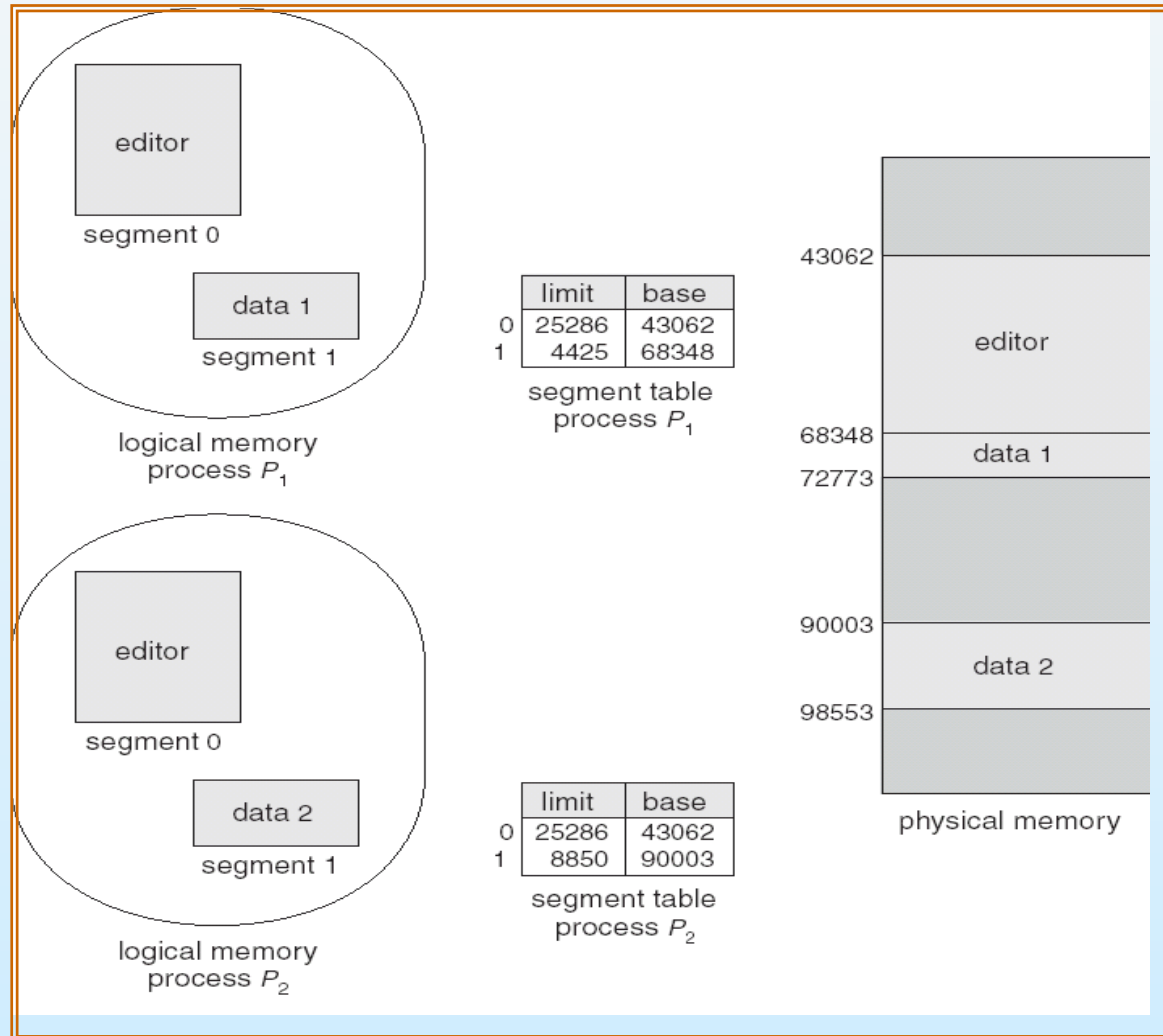 editor
segment 0
data 1
segment 1
logical memory
process P1
limit base
0 25286 43062
1 4425 68348
segment table
process P1
editor
segment 0
data 2
segment 1
logical memory
process P2
limit base
0 25286 43062
1 8850 90003
segment table
process P2
43062
editor
68348
data 1
72773
90003
data 2
98553
physical memory